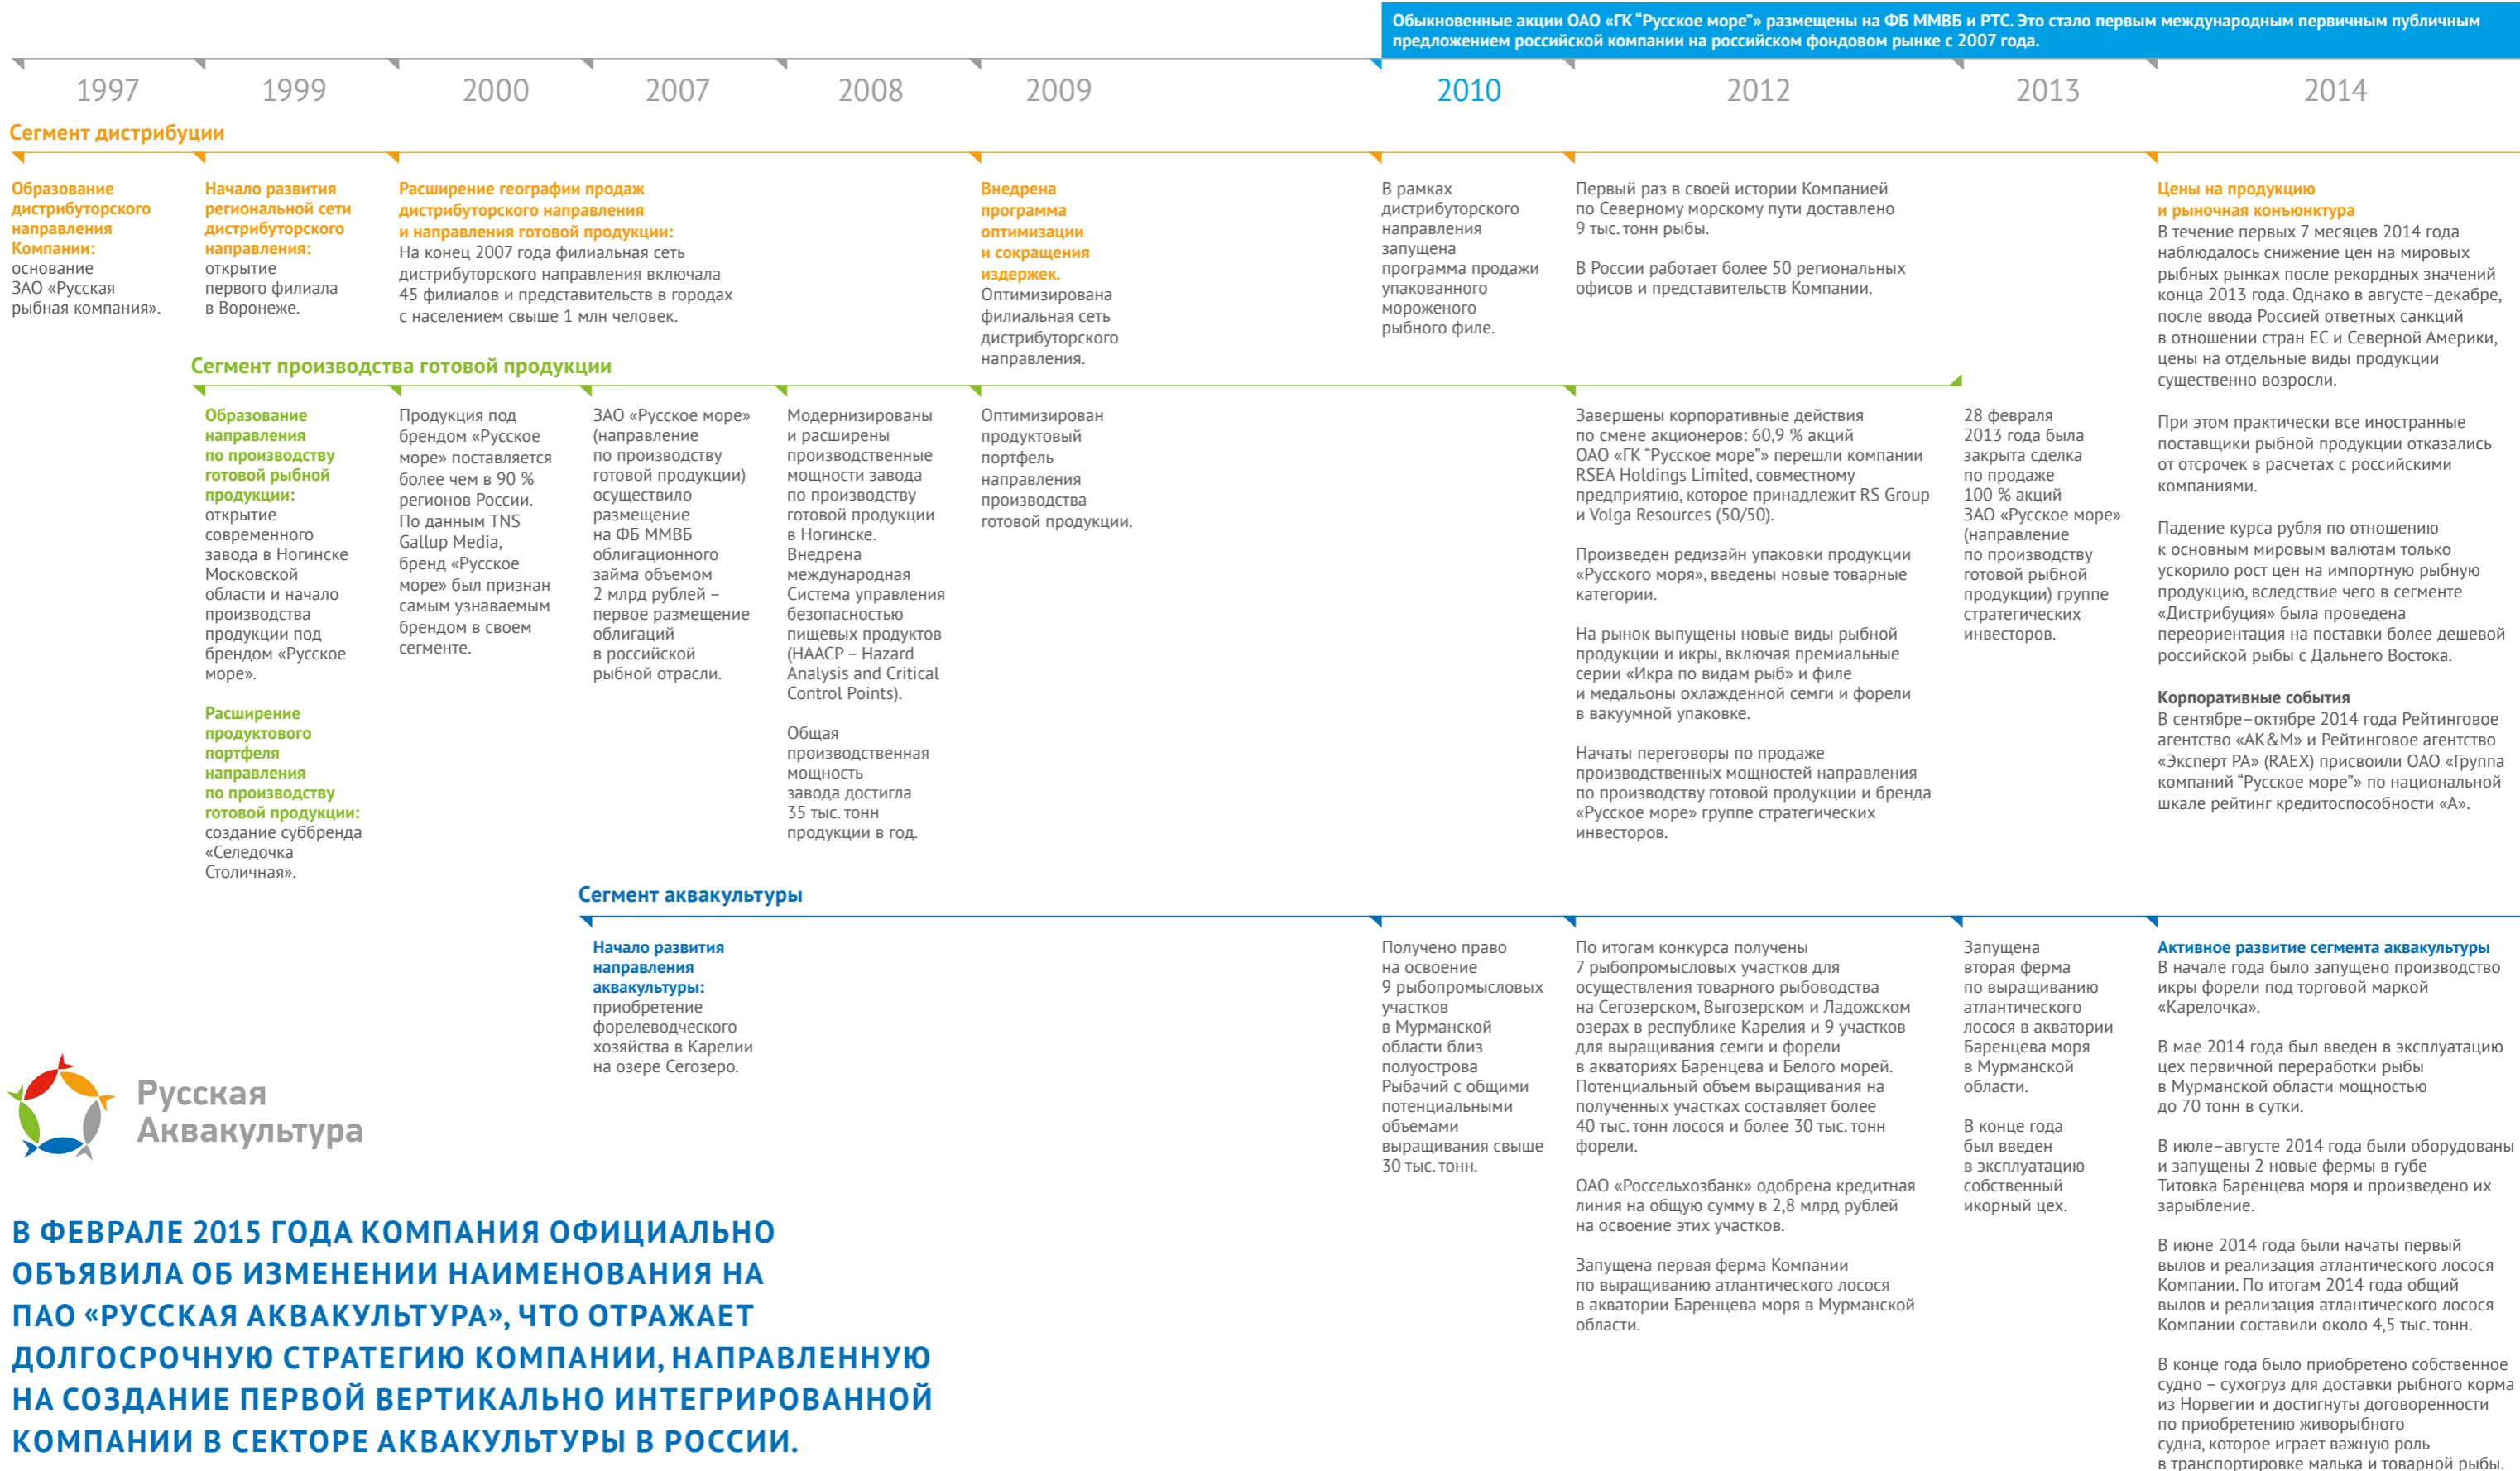 Обыкновенные акции ОАО «ГК “Русское море”» размещены на ФБ ММВБ и РТС. Это стало первым международным первичным публичным
предложением российской компании на российском фондовом рынке с 2007 года.
1997
1999
2000
2007
2008
2009
2010
2012
2013
2014
Сегмент дистрибуции
Образование
дистрибуторского
направления
Компании:
основание
ЗАО «Русская
рыбная компания».
Начало развития
региональной сети
дистрибуторского
направления:
открытие
первого филиала
в Воронеже.
Расширение географии продаж
дистрибуторского направления
и направления готовой продукции:
На конец 2007 года филиальная сеть
дистрибуторского направления включала
45 филиалов и представительств в городах
с населением свыше 1 млн человек.
Внедрена
программа
оптимизации
и сокращения
издержек.
Оптимизирована
филиальная сеть
дистрибуторского
направления.
В рамках
дистрибуторского
направления
запущена
программа продажи
упакованного
мороженого
рыбного филе.
Первый раз в своей истории Компанией
по Северному морскому пути доставлено
9 тыс. тонн рыбы.
В России работает более 50 региональных
офисов и представительств Компании.
Цены на продукцию
и рыночная конъюнктура
В течение первых 7 месяцев 2014 года
наблюдалось снижение цен на мировых
рыбных рынках после рекордных значений
конца 2013 года. Однако в августе–декабре,
после ввода Россией ответных санкций
в отношении стран ЕС и Северной Америки,
цены на отдельные виды продукции
существенно возросли.
При этом практически все иностранные
поставщики рыбной продукции отказались
от отсрочек в расчетах с российскими
компаниями.
Падение курса рубля по отношению
к основным мировым валютам только
ускорило рост цен на импортную рыбную
продукцию, вследствие чего в сегменте
«Дистрибуция» была проведена
переориентация на поставки более дешевой
российской рыбы с Дальнего Востока.
Корпоративные события
В сентябре–октябре 2014 года Рейтинговое
агентство «AK&M» и Рейтинговое агентство
«Эксперт РА» (RAEX) присвоили ОАО «Группа
компаний “Русское море”» по национальной
шкале рейтинг кредитоспособности «А».
Сегмент производства готовой продукции
Образование
направления
по производству
готовой рыбной
продукции:
открытие
современного
завода в Ногинске
Московской
области и начало
производства
продукции под
брендом «Русское
море».
Расширение
продуктового
портфеля
направления
по производству
готовой продукции:
создание суббренда
«Селедочка
Столичная».
Продукция под
брендом «Русское
море» поставляется
более чем в 90 %
регионов России.
По данным TNS
Gallup Media,
бренд «Русское
море» был признан
самым узнаваемым
брендом в своем
сегменте.
ЗАО «Русское море»
(направление
по производству
готовой продукции)
осуществило
размещение
на ФБ ММВБ
облигационного
займа объемом
2 млрд рублей –
первое размещение
облигаций
в российской
рыбной отрасли.
Модернизированы
и расширены
производственные
мощности завода
по производству
готовой продукции
в Ногинске.
Внедрена
международная
Система управления
безопасностью
пищевых продуктов
(HAACP – Hazard
Analysis and Critical
Control Points).
Общая
производственная
мощность
завода достигла
35 тыс. тонн
продукции в год.
Оптимизирован
продуктовый
портфель
направления
производства
готовой продукции.
Завершены корпоративные действия
по смене акционеров: 60,9 % акций
ОАО «ГК “Русское море”» перешли компании
RSEA Holdings Limited, совместному
предприятию, которое принадлежит RS Group
и Volga Resources (50/50).
Произведен редизайн упаковки продукции
«Русского моря», введены новые товарные
категории.
На рынок выпущены новые виды рыбной
продукции и икры, включая премиальные
серии «Икра по видам рыб» и филе
и медальоны охлажденной семги и форели
в вакуумной упаковке.
Начаты переговоры по продаже
производственных мощностей направления
по производству готовой продукции и бренда
«Русское море» группе стратегических
инвесторов.
28 февраля
2013 года была
закрыта сделка
по продаже
100 % акций
ЗАО «Русское море»
(направление
по производству
готовой рыбной
продукции) группе
стратегических
инвесторов.
Сегмент аквакультуры
Начало развития
направления
аквакультуры:
приобретение
форелеводческого
хозяйства в Карелии
на озере Сегозеро.
Получено право
на освоение
9 рыбопромысловых
участков
в Мурманской
области близ
полуострова
Рыбачий с общими
потенциальными
объемами
выращивания свыше
30 тыс. тонн.
По итогам конкурса получены
7 рыбопромысловых участков для
осуществления товарного рыбоводства
на Сегозерском, Выгозерском и Ладожском
озерах в республике Карелия и 9 участков
для выращивания семги и форели
в акваториях Баренцева и Белого морей.
Потенциальный объем выращивания на
полученных участках составляет более
40 тыс. тонн лосося и более 30 тыс. тонн
форели.
ОАО «Россельхозбанк» одобрена кредитная
линия на общую сумму в 2,8 млрд рублей
на освоение этих участков.
Запущена первая ферма Компании
по выращиванию атлантического лосося
в акватории Баренцева моря в Мурманской
области.
Запущена
вторая ферма
по выращиванию
атлантического
лосося в акватории
Баренцева моря
в Мурманской
области.
В конце года
был введен
в эксплуатацию
собственный
икорный цех.
Активное развитие сегмента аквакультуры
В начале года было запущено производство
икры форели под торговой маркой
«Карелочка».
В мае 2014 года был введен в эксплуатацию
цех первичной переработки рыбы
в Мурманской области мощностью
до 70 тонн в сутки.
В июле–августе 2014 года были оборудованы
и запущены 2 новые фермы в губе
Титовка Баренцева моря и произведено их
зарыбление.
В июне 2014 года были начаты первый
вылов и реализация атлантического лосося
Компании. По итогам 2014 года общий
вылов и реализация атлантического лосося
Компании составили около 4,5 тыс. тонн.
В конце года было приобретено собственное
судно – сухогруз для доставки рыбного корма
из Норвегии и достигнуты договоренности
по приобретению живорыбного
судна, которое играет важную роль
в транспортировке малька и товарной рыбы.
Русская
Аквакультура
В ФЕВРАЛЕ 2015 ГОДА КОМПАНИЯ ОФИЦИАЛЬНО
ОБЪЯВИЛА ОБ ИЗМЕНЕНИИ НАИМЕНОВАНИЯ НА
ПАО «РУССКАЯ АКВАКУЛЬТУРА», ЧТО ОТРАЖАЕТ
ДОЛГОСРОЧНУЮ СТРАТЕГИЮ КОМПАНИИ, НАПРАВЛЕННУЮ
НА СОЗДАНИЕ ПЕРВОЙ ВЕРТИКАЛЬНО ИНТЕГРИРОВАННОЙ
КОМПАНИИ В СЕКТОРЕ АКВАКУЛЬТУРЫ В РОССИИ.